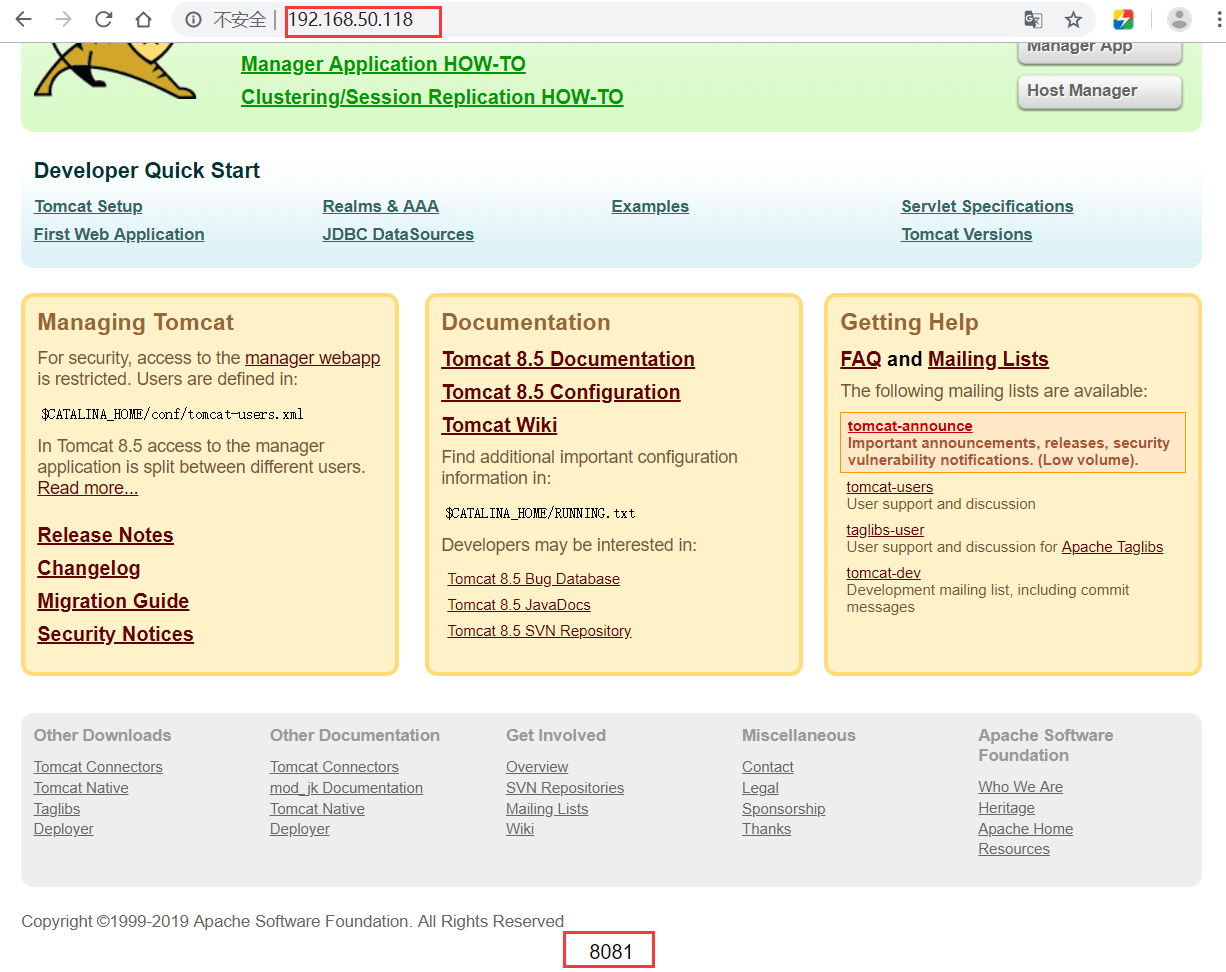 不安全 | 192.168.50.118
Manager Application HOW-TO
Clustering/Session Replication HOW-TO
Manager App
Host Manager
Developer Quick Start
Tomcat Setup
First Web Application
Realms & AAA
JDBC DataSources
Examples
Servlet Specifications
Tomcat Versions
Managing Tomcat
For security, access to the manager webapp
is restricted. Users are defined in:
$CATALINA_HOME/conf/tomcat-users.xml
In Tomcat 8.5 access to the manager
application is split between different users.
Read more...
Release Notes
Changelog
Migration Guide
Security Notices
Documentation
Tomcat 8.5 Documentation
Tomcat 8.5 Configuration
Tomcat Wiki
Find additional important configuration
information in:
$CATALINA_HOME/RUNNING.txt
Developers may be interested in:
Tomcat 8.5 Bug Database
Tomcat 8.5 JavaDocs
Tomcat 8.5 SVN Repository
Getting Help
FAQ and Mailing Lists
The following mailing lists are available:
tomcat-announce
Important announcements, releases, security
vulnerability notifications. (Low volume).
tomcat-users
User support and discussion
taglibs-user
User support and discussion for Apache Taglibs
tomcat-dev
Development mailing list, including commit
messages
Other Downloads
Tomcat Connectors
Tomcat Native
Taglibs
Deployer
Other Documentation
Tomcat Connectors
mod_jk Documentation
Tomcat Native
Deployer
Get Involved
Overview
SVN Repositories
Mailing Lists
Wiki
Miscellaneous
Contact
Legal
Sponsorship
Thanks
Apache Software
Foundation
Who We Are
Heritage
Apache Home
Resources
Copyright ©1999-2019 Apache Software Foundation. All Rights Reserved
8081